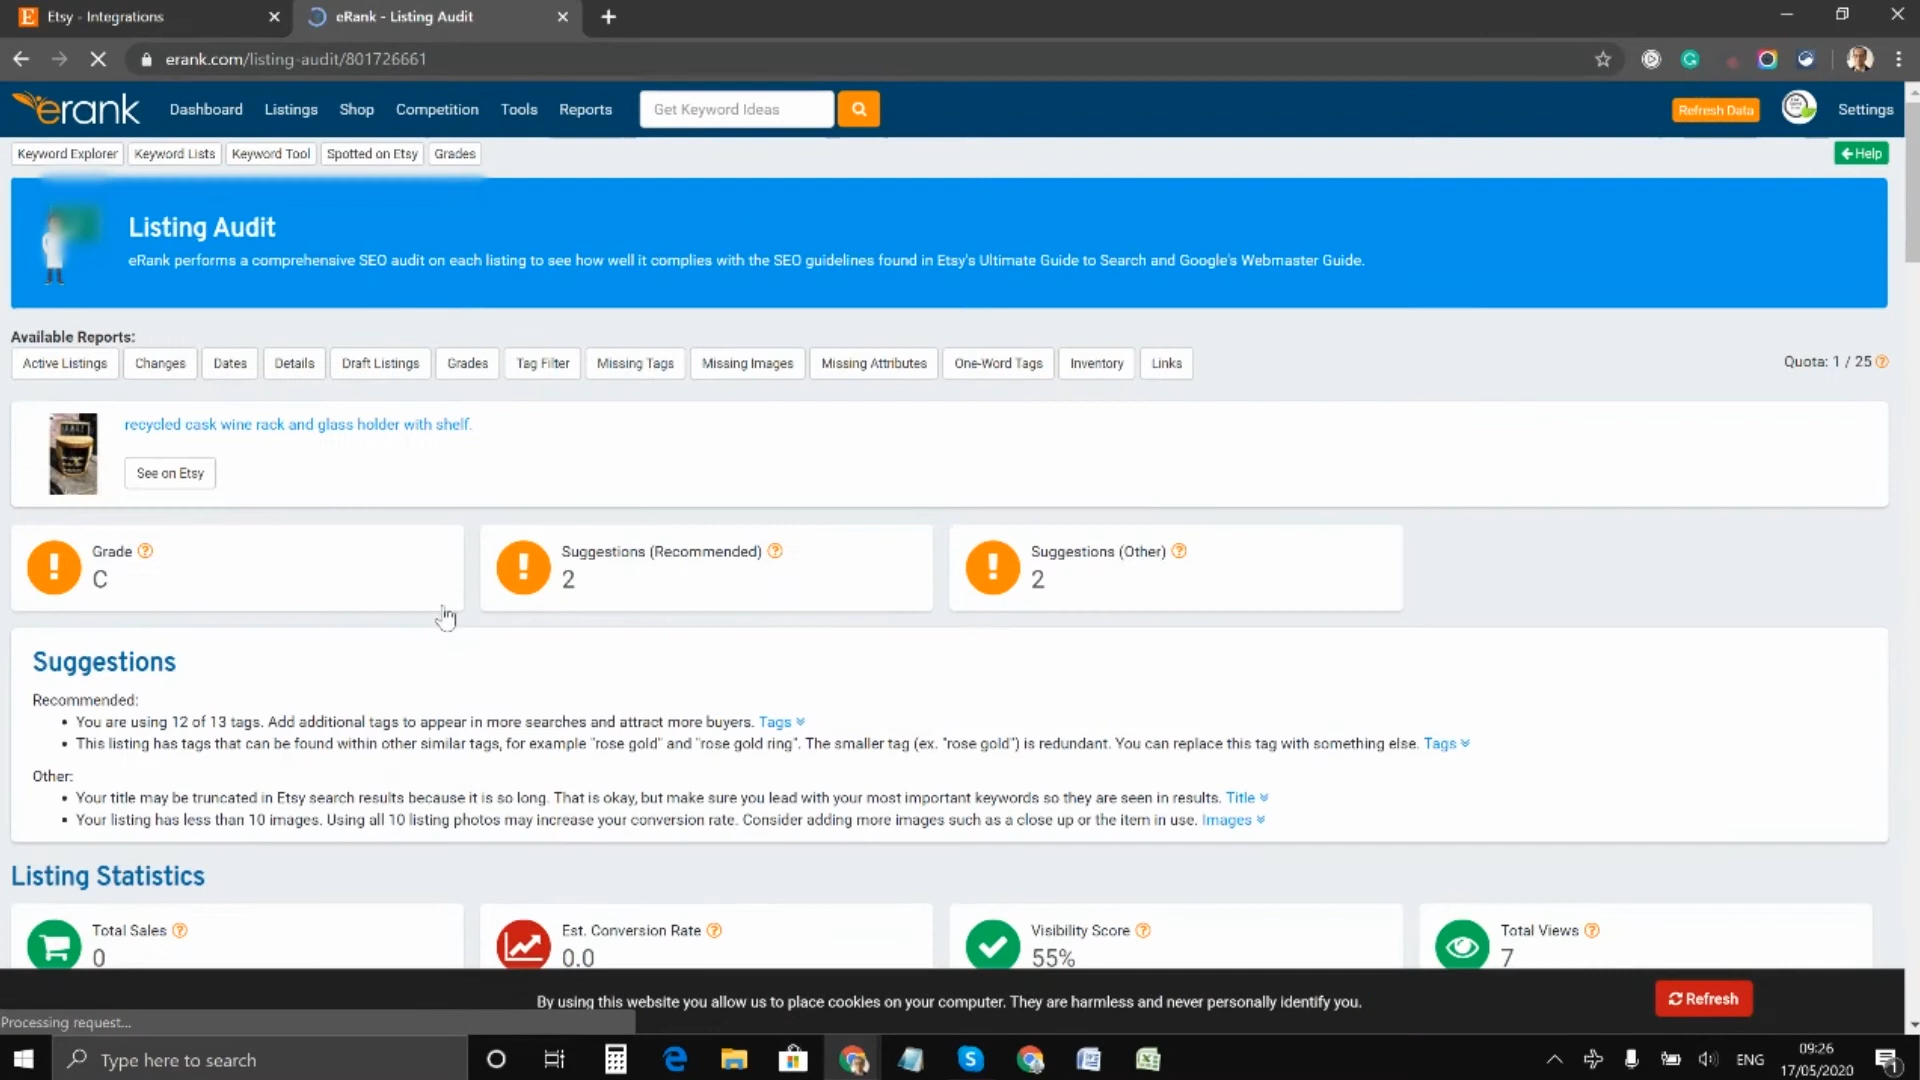 Etsy - Integrations
eRank - Listing Audit
erank.com/listing-audit/801726661
erank
Dashboard
Listings
Shop
Competition
Tools
Reports
Get Keyword Ideas
Refresh Data
Settings
Keyword Explorer
Keyword Lists
Keyword Tool
Spotted on Etsy
Grades
Help
Listing Audit
eRank performs a comprehensive SEO audit on each listing to see how well it complies with the SEO guidelines found in Etsy's Ultimate Guide to Search and Google's Webmaster Guide.
Available Reports:
Active Listings
Changes
Dates
Details
Draft Listings
Grades
Tag Filter
Missing Tags
Missing Images
Missing Attributes
One-Word Tags
Inventory
Links
Quota: 1 / 25
recycled cask wine rack and glass holder with shelf.
See on Etsy
Grade
C
Suggestions (Recommended)
2
Suggestions (Other)
2
Suggestions
Recommended:
• You are using 12 of 13 tags. Add additional tags to appear in more searches and attract more buyers. Tags
• This listing has tags that can be found within other similar tags, for example "rose gold" and "rose gold ring". The smaller tag (ex. "rose gold") is redundant. You can replace this tag with something else. Tags
Other:
• Your title may be truncated in Etsy search results because it is so long. That is okay, but make sure you lead with your most important keywords so they are seen in results. Title
• Your listing has less than 10 images. Using all 10 listing photos may increase your conversion rate. Consider adding more images such as a close up or the item in use. Images
Listing Statistics
Total Sales
0
Est. Conversion Rate
0.0
Visibility Score
55%
Total Views
7
By using this website you allow us to place cookies on your computer. They are harmless and never personally identify you.
Refresh
Processing request...
Type here to search
ENG
09:26
17/05/2020